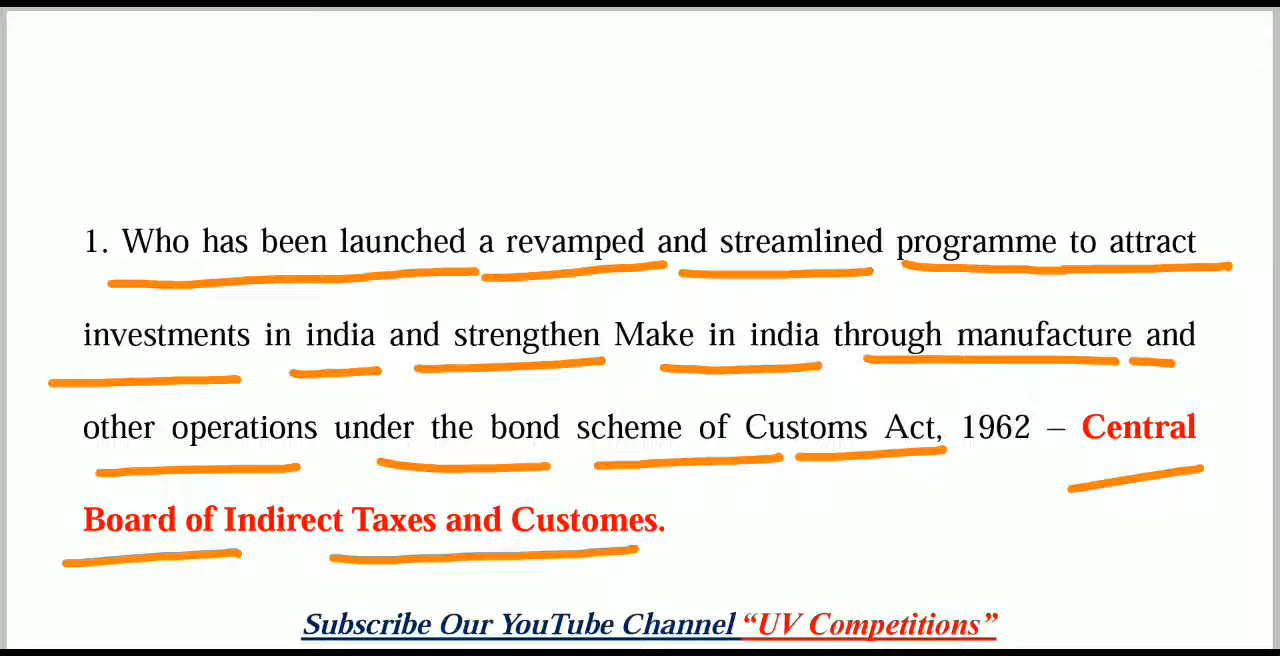 1. Who has been launched a revamped and streamlined programme to attract
investments in india and strengthen Make in india through manufacture and
other operations under the bond scheme of Customs Act, 1962 – Central
Board of Indirect Taxes and Customes.
Subscribe Our YouTube Channel “UV Competitions”